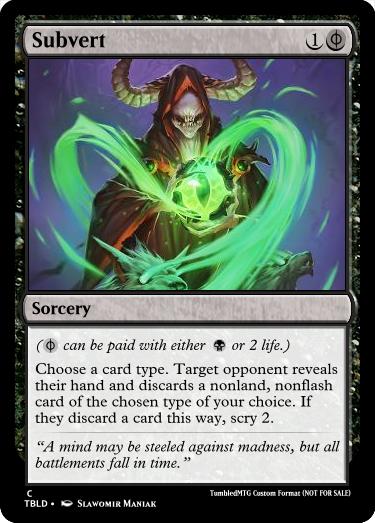 Subvert 1
Sorcery
( can be paid with either or 2 life.)
Choose a card type. Target opponent reveals
their hand and discards a nonland, nonflash
card of the chosen type of your choice. If
they discard a card this way, scry 2.
“A mind may be steeled against madness, but all
battlements fall in time.”
C
TBLD • Slawomir Maniak
TumbledMTG Custom Format (NOT FOR SALE)